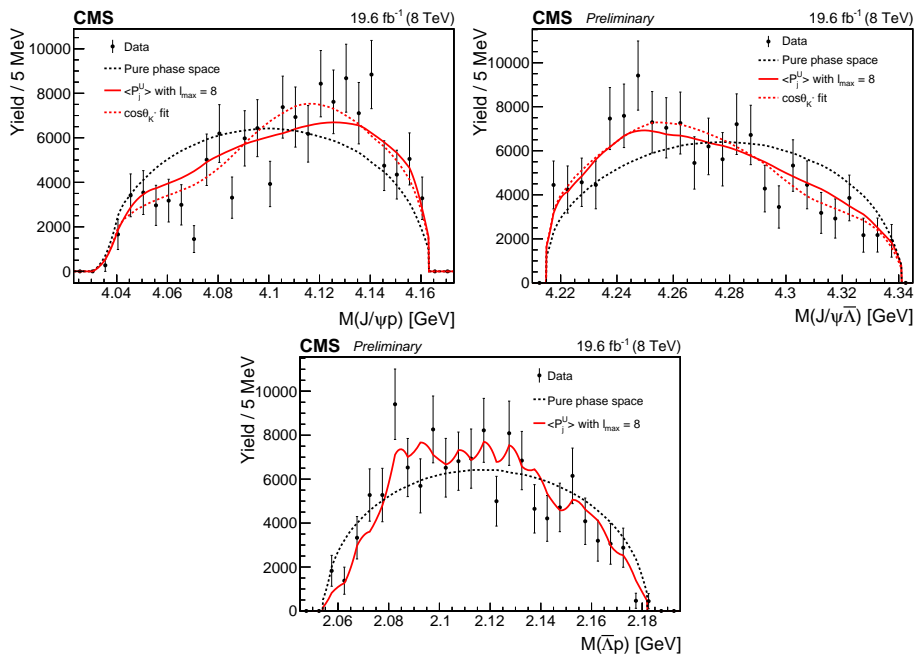 CMS
19.6 fb⁻¹ (8 TeV)
Yield / 5 MeV
10000
8000
6000
4000
2000
0
Data
Pure phase space
<P_j^U> with l_max = 8
cosθ_K* fit
4.04
4.06
4.08
4.1
4.12
4.14
4.16
M(J/ψp) [GeV]
CMS Preliminary
19.6 fb⁻¹ (8 TeV)
Yield / 5 MeV
10000
8000
6000
4000
2000
0
Data
Pure phase space
<P_j^U> with l_max = 8
cosθ_K* fit
4.22
4.24
4.26
4.28
4.3
4.32
4.34
M(J/ψΛ̅) [GeV]
CMS Preliminary
19.6 fb⁻¹ (8 TeV)
Yield / 5 MeV
10000
8000
6000
4000
2000
0
Data
Pure phase space
<P_j^U> with l_max = 8
2.06
2.08
2.1
2.12
2.14
2.16
2.18
M(Λ̅p) [GeV]